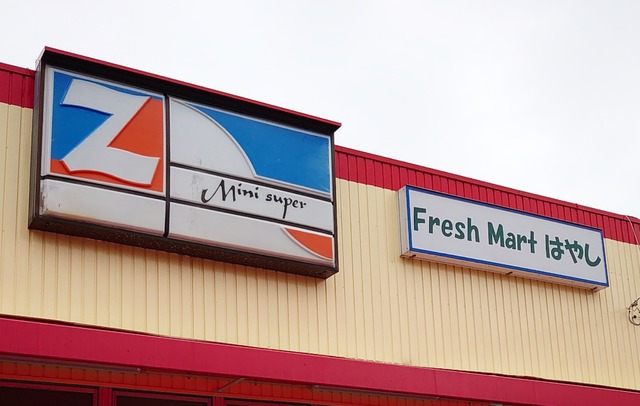 Z
Mini super
Fresh Mart はやし